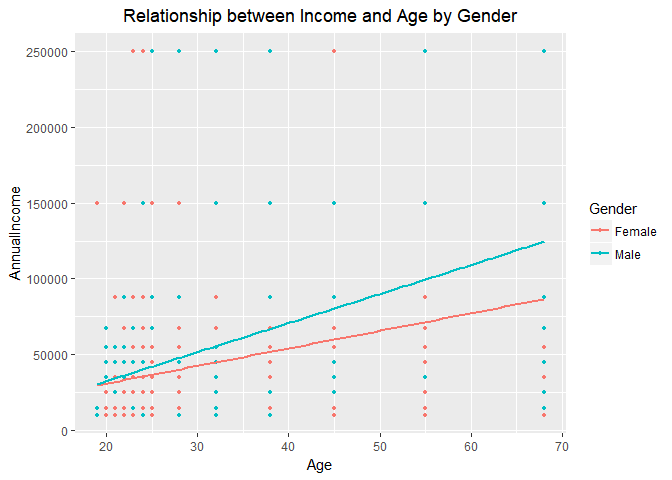 Relationship between Income and Age by Gender
250000
200000
150000
100000
50000
0
AnnualIncome
20 30 40 50 60 70
Age
Gender
Female
Male